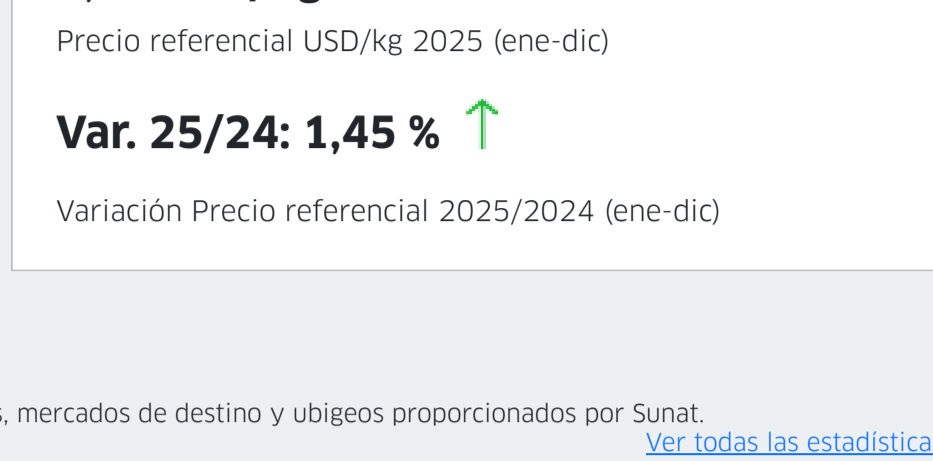 Precio referencial USD/kg 2025 (ene-dic)
Var. 25/24: 1,45 %
Variación Precio referencial 2025/2024 (ene-dic)
, mercados de destino y ubigeos proporcionados por Sunat.
Ver todas las estadística